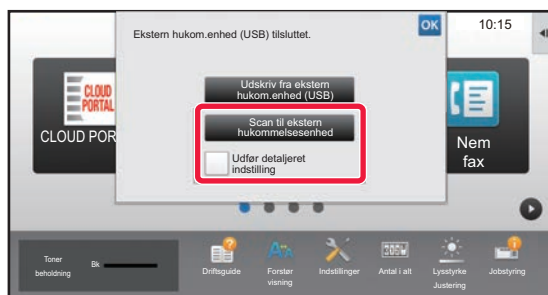 Ekstern hukom.enhed (USB) tilsluttet.
OK
10:15
Udskriv fra ekstern
hukom.enhed (USB)
Scan til ekstern
hukommelsesenhed
Udfør detaljeret
indstilling
CLOUD
PORTAL
CLOUD POR
Nem
fax
Toner
beholdning
Bk
Driftsguide
Forstør
visning
Indstillinger
Antal i alt
Lysstyrke
Justering
Jobstyring